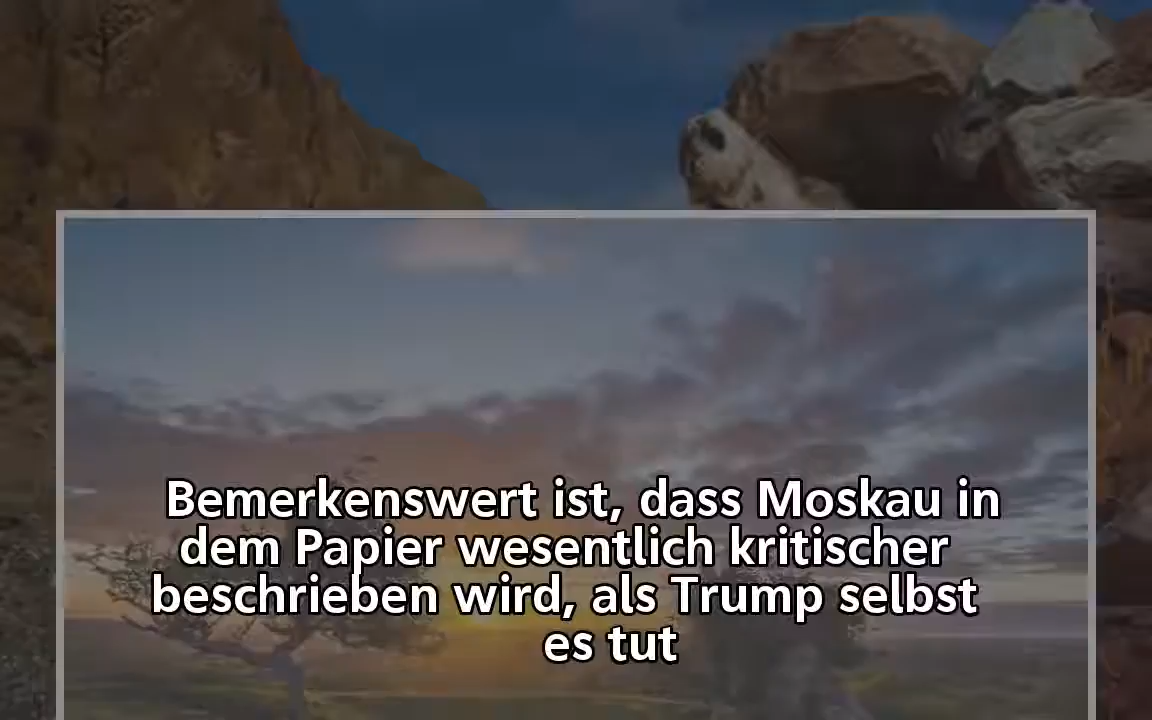 Bemerkenswert ist, dass Moskau in
dem Papier wesentlich kritischer
beschrieben wird, als Trump selbst
es tut